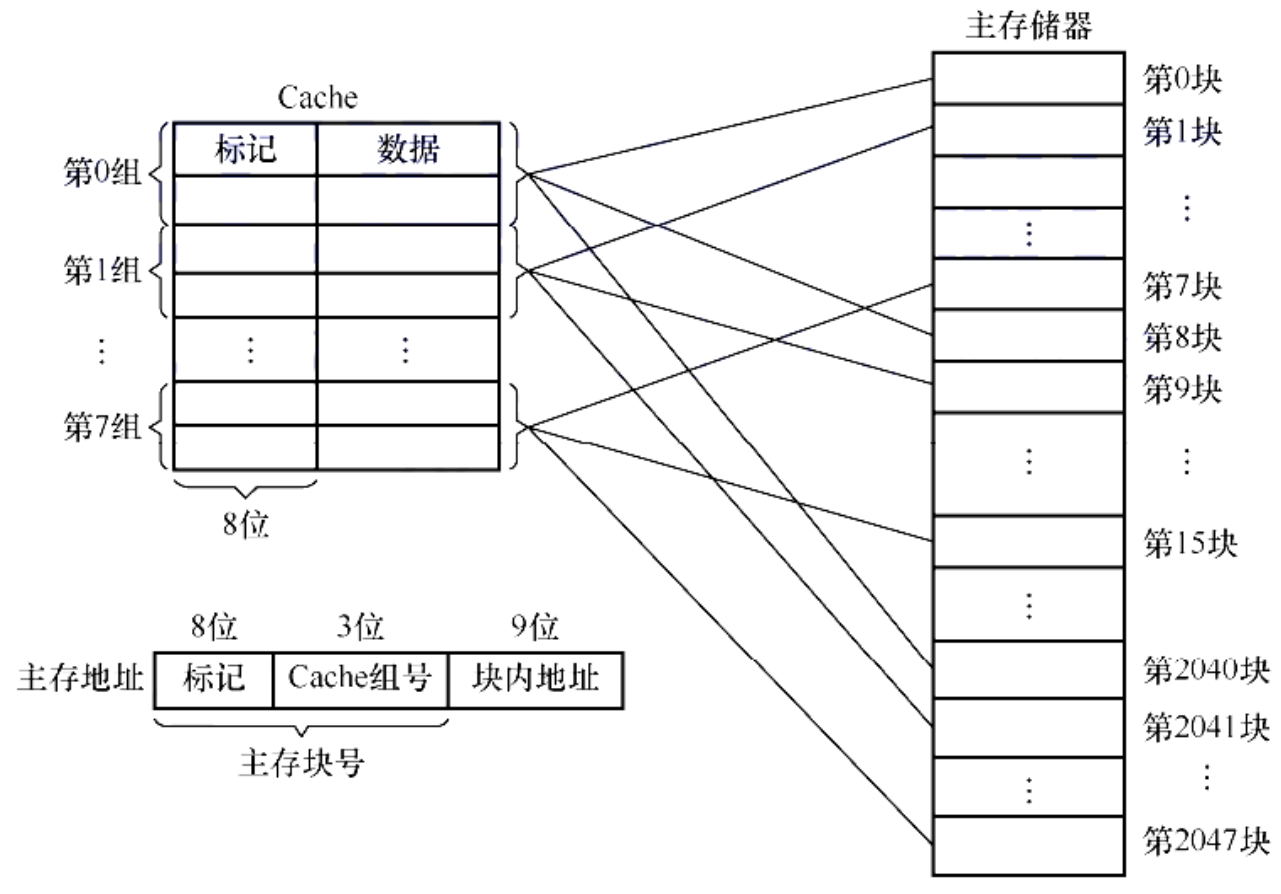 主存储器
Cache
标记 数据
第0组
第1组
⋮ ⋮ ⋮
第7组
8位
8位 3位 9位
主存地址 标记 Cache组号 块内地址
主存块号
第0块
第1块
⋮ ⋮
第7块
第8块
第9块
⋮ ⋮
第15块
⋮
第2040块
第2041块
⋮ ⋮
第2047块